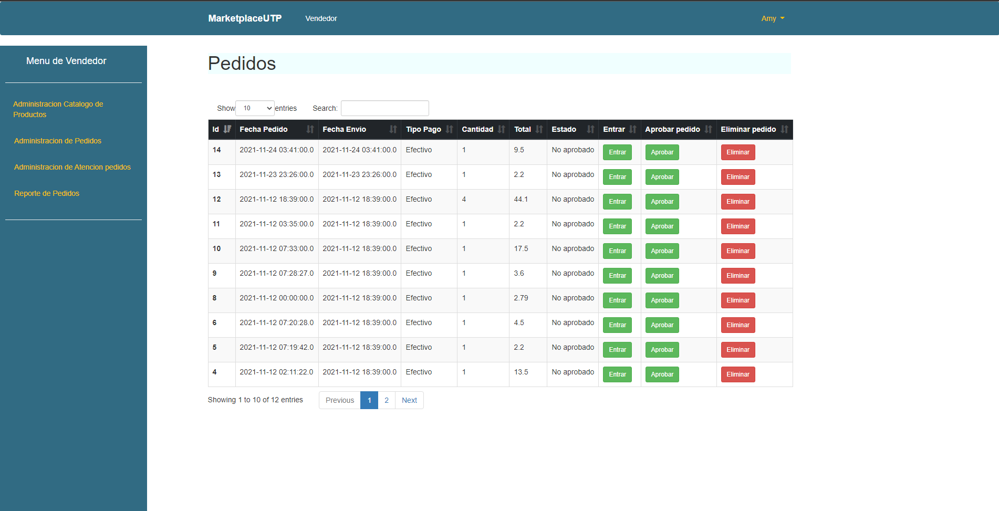 MarketplaceUTP Vendedor Amy
Menu de Vendedor
Administracion Catalogo de
Productos
Administracion de Pedidos
Administracion de Atencion pedidos
Reporte de Pedidos
Pedidos
Show 10 entries Search:
Id Fecha Pedido Fecha Envio Tipo Pago Cantidad Total Estado Entrar Aprobar pedido Eliminar pedido
14 2021-11-24 03:41:00.0 2021-11-24 03:41:00.0 Efectivo 1 9.5 No aprobado Entrar Aprobar Eliminar
13 2021-11-23 23:26:00.0 2021-11-23 23:26:00.0 Efectivo 1 2.2 No aprobado Entrar Aprobar Eliminar
12 2021-11-12 18:39:00.0 2021-11-12 18:39:00.0 Efectivo 4 44.1 No aprobado Entrar Aprobar Eliminar
11 2021-11-12 03:35:00.0 2021-11-12 18:39:00.0 Efectivo 1 2.2 No aprobado Entrar Aprobar Eliminar
10 2021-11-12 07:33:00.0 2021-11-12 18:39:00.0 Efectivo 1 17.5 No aprobado Entrar Aprobar Eliminar
9 2021-11-12 07:28:27.0 2021-11-12 18:39:00.0 Efectivo 1 3.6 No aprobado Entrar Aprobar Eliminar
8 2021-11-12 00:00:00.0 2021-11-12 18:39:00.0 Efectivo 1 2.79 No aprobado Entrar Aprobar Eliminar
6 2021-11-12 07:20:28.0 2021-11-12 18:39:00.0 Efectivo 1 4.5 No aprobado Entrar Aprobar Eliminar
5 2021-11-12 07:19:42.0 2021-11-12 18:39:00.0 Efectivo 1 2.2 No aprobado Entrar Aprobar Eliminar
4 2021-11-12 02:11:22.0 2021-11-12 18:39:00.0 Efectivo 1 13.5 No aprobado Entrar Aprobar Eliminar
Showing 1 to 10 of 12 entries Previous 1 2 Next